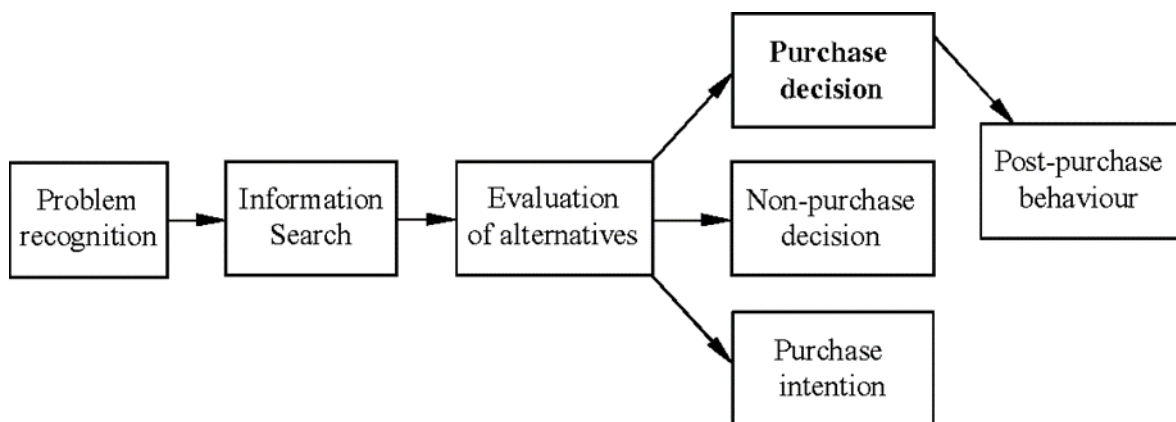 Problem
recognition
Information
Search
Evaluation
of alternatives
Purchase
decision
Non-purchase
decision
Purchase
intention
Post-purchase
behaviour